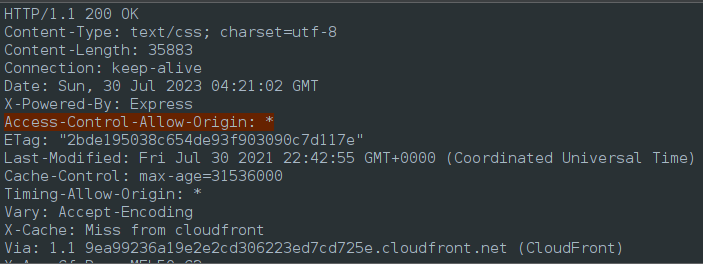 HTTP/1.1 200 OK
Content-Type: text/css; charset=utf-8
Content-Length: 35883
Connection: keep-alive
Date: Sun, 30 Jul 2023 04:21:02 GMT
X-Powered-By: Express
Access-Control-Allow-Origin: *
ETag: "2bde195038c654de93f903090c7d117e"
Last-Modified: Fri Jul 30 2021 22:42:55 GMT+0000 (Coordinated Universal Time)
Cache-Control: max-age=31536000
Timing-Allow-Origin: *
Vary: Accept-Encoding
X-Cache: Miss from cloudfront
Via: 1.1 9ea99236a19e2e2cd306223ed7cd725e.cloudfront.net (CloudFront)